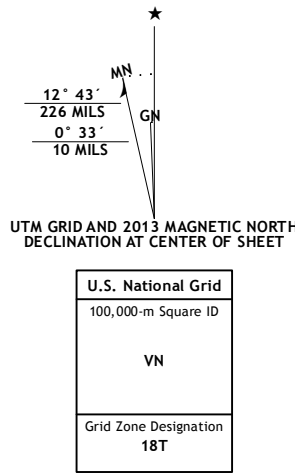 ★
MN
12° 43´
226 MILS
GN
0° 33´
10 MILS
UTM GRID AND 2013 MAGNETIC NORTH
DECLINATION AT CENTER OF SHEET
U.S. National Grid
100,000-m Square ID
VN
Grid Zone Designation
18T